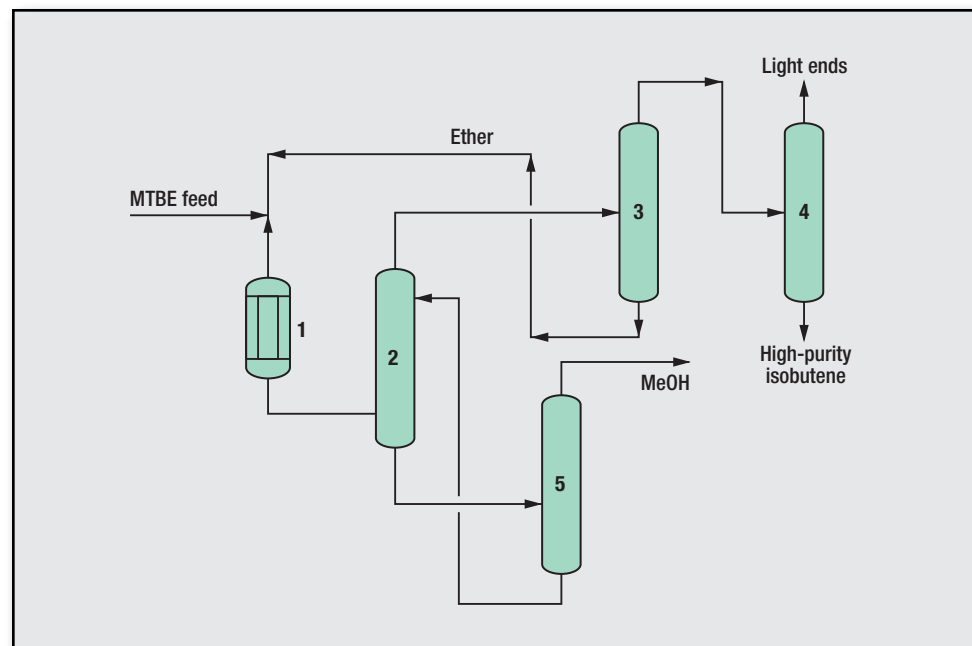 Light ends
Ether
MTBE feed
3
4
1
2
High-purity
isobutene
MeOH
5